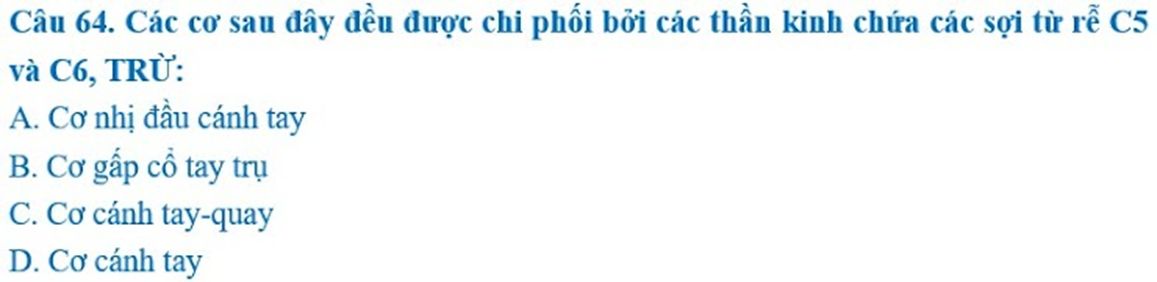 Câu 64. Các cơ sau đây đều được chi phối bởi các thần kinh chứa các sợi từ rễ C5
và C6, TRỪ:
A. Cơ nhị đầu cánh tay
B. Cơ gấp cổ tay trụ
C. Cơ cánh tay-quay
D. Cơ cánh tay